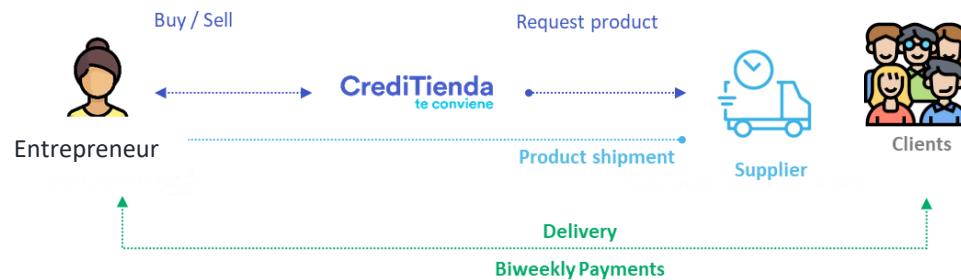 Buy / Sell
Request product
CrediTienda
te conviene
Entrepreneur
Product shipment
Supplier
Clients
Delivery
Biweekly Payments